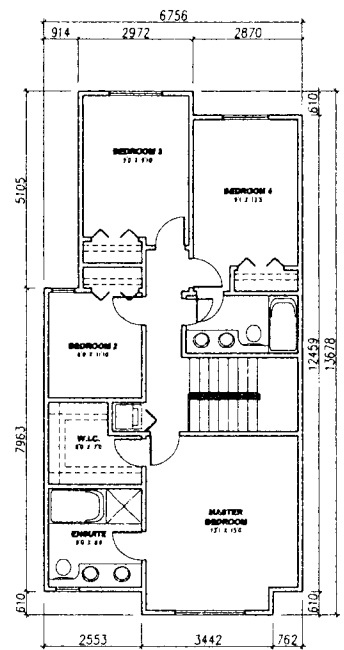 6756
914 2972 2870
610
BEDROOM 3
BEDROOM 4
5105
BEDROOM 2
12459
13678
7963
W.I.C.
MASTER
BEDROOM
ENSUITE
610
610
2553 3442 762